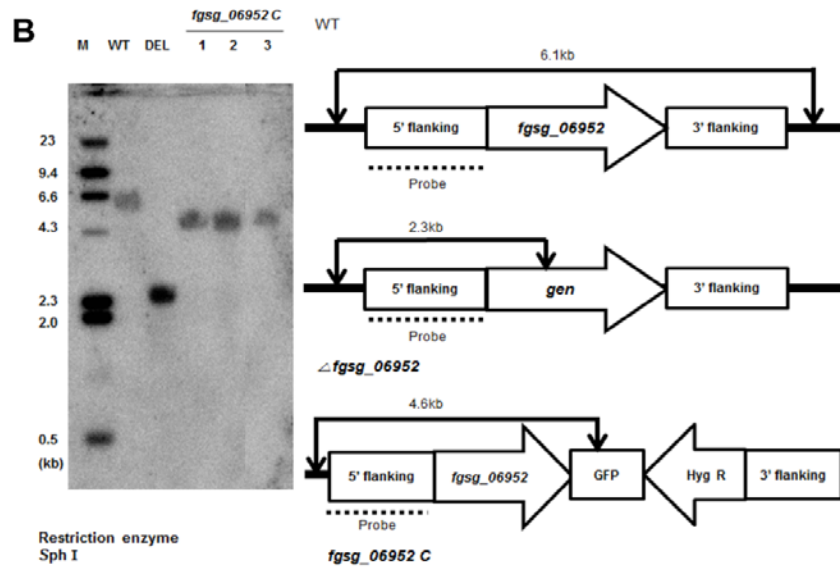 B
fgsg_06952 C
M WT DEL 1 2 3
23
9.4
6.6
4.3
2.3
2.0
0.5
(kb)
Restriction enzyme
Sph I
WT
6.1kb
5' flanking fgsg_06952 3' flanking
Probe
2.3kb
5' flanking gen 3' flanking
Probe
⊿fgsg_06952
4.6kb
5' flanking fgsg_06952 GFP Hyg R 3' flanking
Probe
fgsg_06952 C